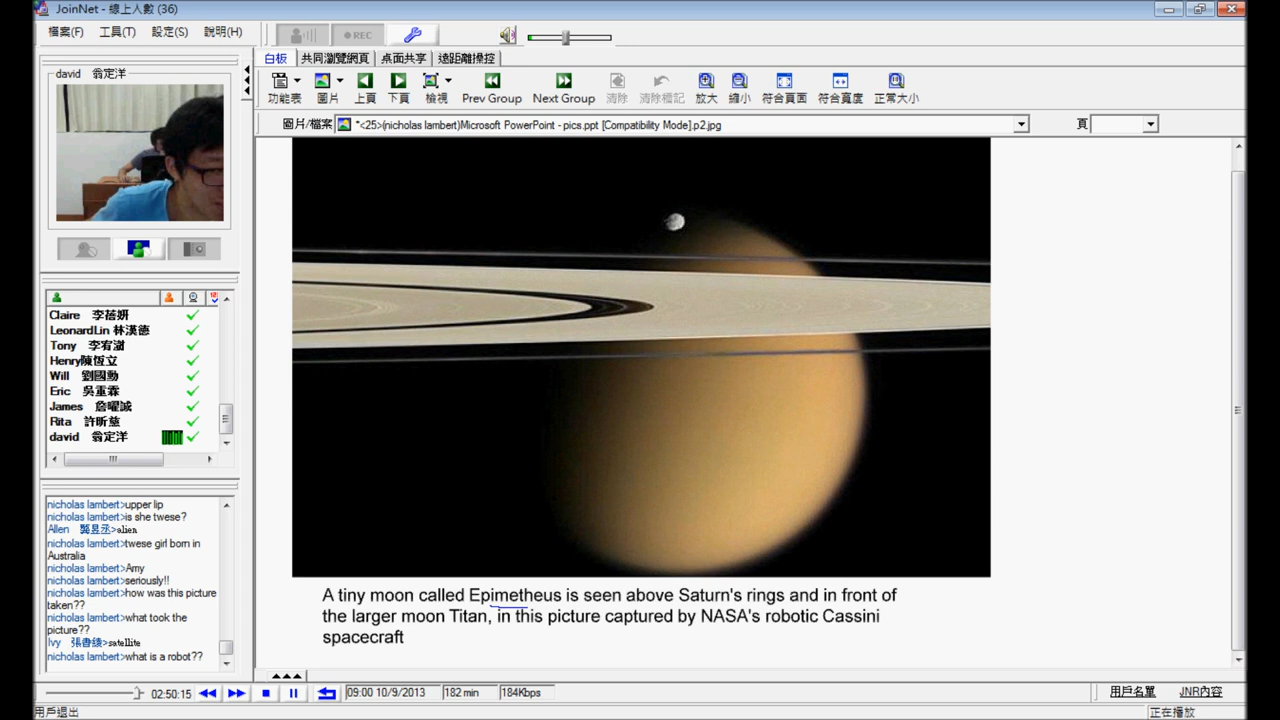 JoinNet - 線上人數 (36)
檔案(F) 工具(T) 設定(S) 說明(H)
REC
白板 共同瀏覽網頁 桌面共享 遠距離操控
功能表 圖片 上頁 下頁 檢視 Prev Group Next Group 清除 清除標記 放大 縮小 符合頁面 符合寬度 正常大小
圖片/檔案 *<25>(nicholas lambert)Microsoft PowerPoint - pics.ppt [Compatibility Mode].p2.jpg 頁
david 翁定洋
Claire 李蓓妍
LeonardLin 林漢德
Tony 李宥澍
Henry陳恆立
Will 劉國勳
Eric 吳重霖
James 詹曜誠
Rita 許昕慈
david 翁定洋
nicholas lambert>upper lip
nicholas lambert>is she twese?
Allen 龔昱丞>alien
nicholas lambert>twese girl born in
Australia
nicholas lambert>Amy
nicholas lambert>seriously!!
nicholas lambert>how was this picture
taken??
nicholas lambert>what took the
picture??
Ivy 張香綾>satellite
nicholas lambert>what is a robot??
A tiny moon called Epimetheus is seen above Saturn's rings and in front of
the larger moon Titan, in this picture captured by NASA's robotic Cassini
spacecraft
02:50:15 09:00 10/9/2013 182 min 184Kbps 用戶名單 JNR內容
用戶退出 正在播放